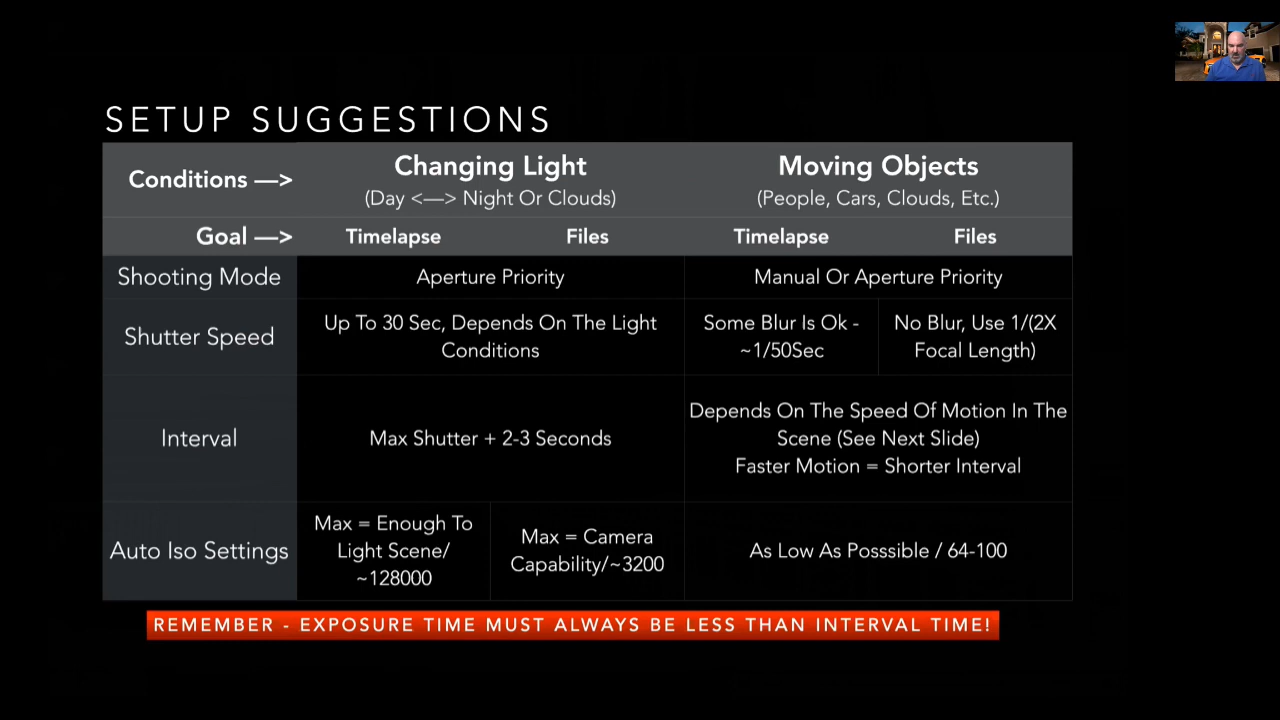 SETUP SUGGESTIONS
Conditions —>
Changing Light
(Day <—> Night Or Clouds)
Moving Objects
(People, Cars, Clouds, Etc.)
Goal —>
Timelapse
Files
Timelapse
Files
Shooting Mode
Aperture Priority
Manual Or Aperture Priority
Shutter Speed
Up To 30 Sec, Depends On The Light
Conditions
Some Blur Is Ok -
~1/50Sec
No Blur, Use 1/(2X
Focal Length)
Interval
Max Shutter + 2-3 Seconds
Depends On The Speed Of Motion In The
Scene (See Next Slide)
Faster Motion = Shorter Interval
Auto Iso Settings
Max = Enough To
Light Scene/
~128000
Max = Camera
Capability/~3200
As Low As Posssible / 64-100
REMEMBER - EXPOSURE TIME MUST ALWAYS BE LESS THAN INTERVAL TIME!